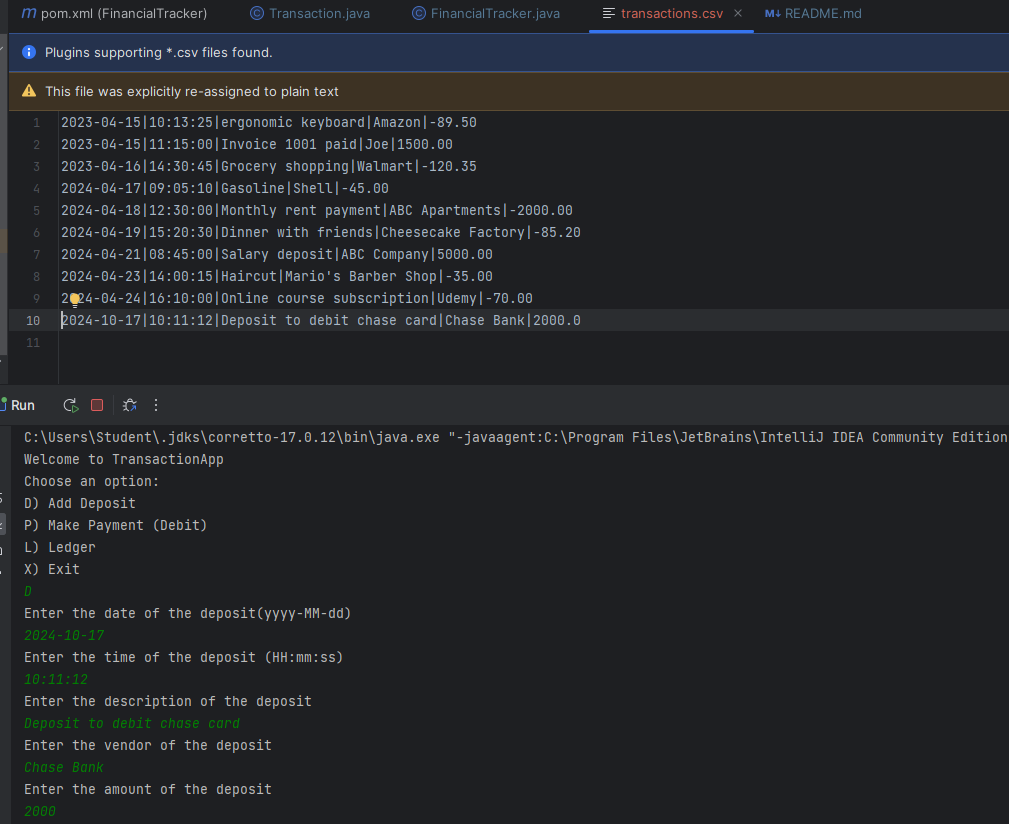 pom.xml (FinancialTracker) Transaction.java FinancialTracker.java transactions.csv README.md
Plugins supporting *.csv files found.
This file was explicitly re-assigned to plain text
1 2023-04-15|10:13:25|ergonomic keyboard|Amazon|-89.50
2 2023-04-15|11:15:00|Invoice 1001 paid|Joe|1500.00
3 2023-04-16|14:30:45|Grocery shopping|Walmart|-120.35
4 2024-04-17|09:05:10|Gasoline|Shell|-45.00
5 2024-04-18|12:30:00|Monthly rent payment|ABC Apartments|-2000.00
6 2024-04-19|15:20:30|Dinner with friends|Cheesecake Factory|-85.20
7 2024-04-21|08:45:00|Salary deposit|ABC Company|5000.00
8 2024-04-23|14:00:15|Haircut|Mario's Barber Shop|-35.00
9 2024-04-24|16:10:00|Online course subscription|Udemy|-70.00
10 2024-10-17|10:11:12|Deposit to debit chase card|Chase Bank|2000.0
11
Run
C:\Users\Student\.jdks\corretto-17.0.12\bin\java.exe "-javaagent:C:\Program Files\JetBrains\IntelliJ IDEA Community Edition
Welcome to TransactionApp
Choose an option:
D) Add Deposit
P) Make Payment (Debit)
L) Ledger
X) Exit
D
Enter the date of the deposit(yyyy-MM-dd)
2024-10-17
Enter the time of the deposit (HH:mm:ss)
10:11:12
Enter the description of the deposit
Deposit to debit chase card
Enter the vendor of the deposit
Chase Bank
Enter the amount of the deposit
2000